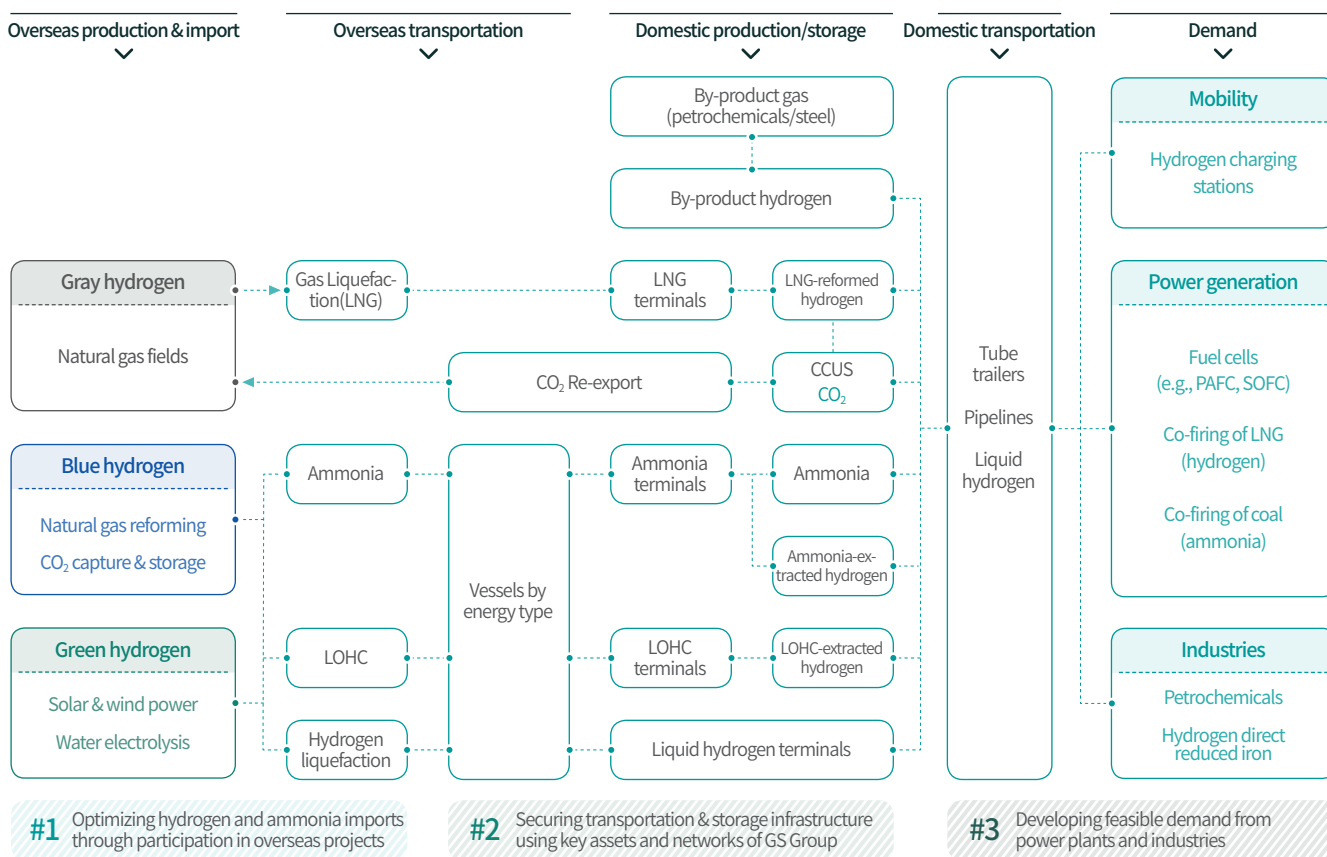 Overseas production & import
Overseas transportation
Domestic production/storage
Domestic transportation
Demand
By-product gas
(petrochemicals/steel)
By-product hydrogen
Mobility
Hydrogen charging
stations
Gray hydrogen
Natural gas fields
Gas Liquefac-
tion(LNG)
LNG
terminals
LNG-reformed
hydrogen
CO₂ Re-export
CCUS
CO₂
Tube
trailers
Pipelines
Liquid
hydrogen
Power generation
Fuel cells
(e.g., PAFC, SOFC)
Co-firing of LNG
(hydrogen)
Co-firing of coal
(ammonia)
Blue hydrogen
Natural gas reforming
CO₂ capture & storage
Ammonia
Vessels by
energy type
Ammonia
terminals
Ammonia
Ammonia-ex-
tracted hydrogen
Green hydrogen
Solar & wind power
Water electrolysis
LOHC
Hydrogen
liquefaction
LOHC
terminals
LOHC-extracted
hydrogen
Liquid hydrogen terminals
Industries
Petrochemicals
Hydrogen direct
reduced iron
#1 Optimizing hydrogen and ammonia imports
through participation in overseas projects
#2 Securing transportation & storage infrastructure
using key assets and networks of GS Group
#3 Developing feasible demand from
power plants and industries